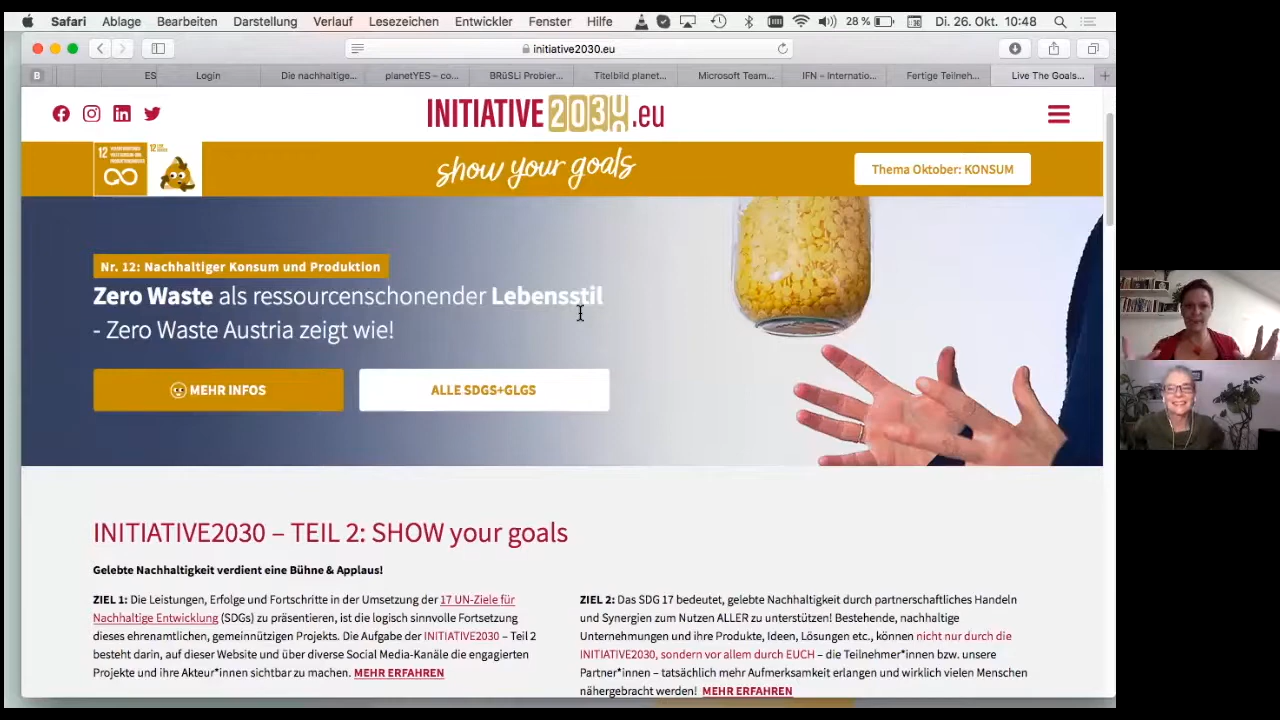 Safari Ablage Bearbeiten Darstellung Verlauf Lesezeichen Entwickler Fenster Hilfe 28 % Di. 26. Okt. 10:48
initiative2030.eu
B ES Login Die nachhaltige... planetYES – co... BRüSLi Probier... Titelbild planet... Microsoft Team... IFN – Internatio... Fertige Teilneh... Live The Goals...
INITIATIVE2030.eu
12
show your goals
Thema Oktober: KONSUM
Nr. 12: Nachhaltiger Konsum und Produktion
Zero Waste als ressourcenschonender Lebensstil
- Zero Waste Austria zeigt wie!
MEHR INFOS
ALLE SDGS+GLGS
INITIATIVE2030 – TEIL 2: SHOW your goals
Gelebte Nachhaltigkeit verdient eine Bühne & Applaus!
ZIEL 1: Die Leistungen, Erfolge und Fortschritte in der Umsetzung der 17 UN-Ziele für
Nachhaltige Entwicklung (SDGs) zu präsentieren, ist die logisch sinnvolle Fortsetzung
dieses ehrenamtlichen, gemeinnützigen Projekts. Die Aufgabe der INITIATIVE2030 – Teil 2
besteht darin, auf dieser Website und über diverse Social Media-Kanäle die engagierten
Projekte und ihre Akteur*innen sichtbar zu machen. MEHR ERFAHREN
ZIEL 2: Das SDG 17 bedeutet, gelebte Nachhaltigkeit durch partnerschaftliches Handeln
und Synergien zum Nutzen ALLER zu unterstützen! Bestehende, nachhaltige
Unternehmungen und ihre Produkte, Ideen, Lösungen etc., können nicht nur durch die
INITIATIVE2030, sondern vor allem durch EUCH – die Teilnehmer*innen bzw. unsere
Partner*innen – tatsächlich mehr Aufmerksamkeit erlangen und wirklich vielen Menschen
nähergebracht werden! MEHR ERFAHREN